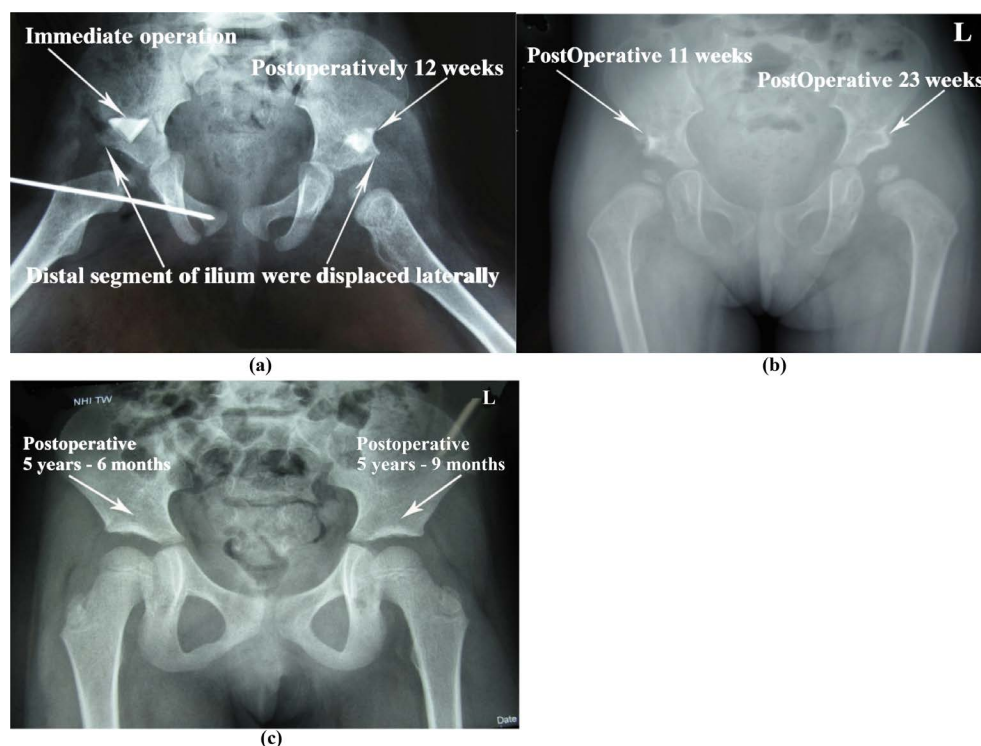 Immediate operation
Postoperatively 12 weeks
Distal segment of ilium were displaced laterally
(a)
L
PostOperative 11 weeks
PostOperative 23 weeks
(b)
NHI TW
L
Postoperative
5 years - 6 months
Postoperative
5 years - 9 months
Date
(c)